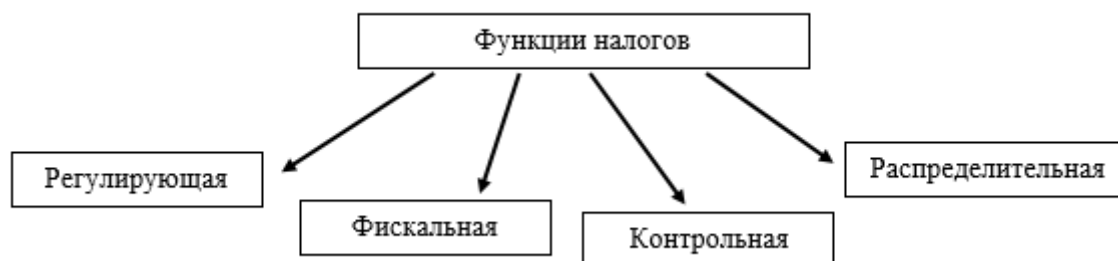 Функции налогов
Регулирующая
Фискальная
Контрольная
Распределительная